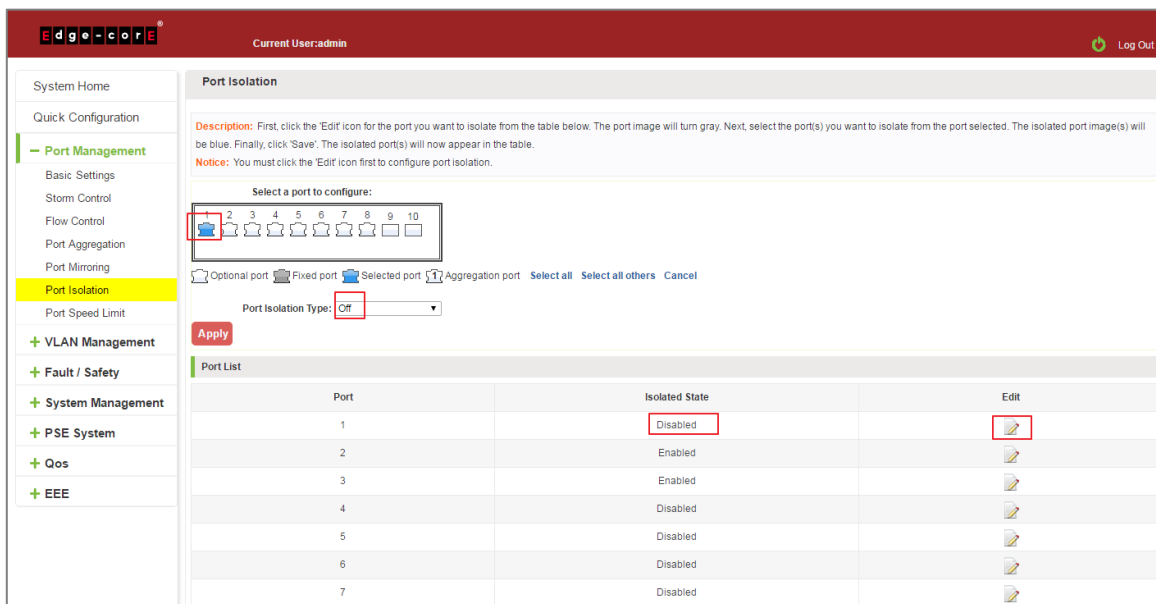 Edge-corE®
Current User:admin
Log Out
System Home
Quick Configuration
Port Management
Basic Settings
Storm Control
Flow Control
Port Aggregation
Port Mirroring
Port Isolation
Port Speed Limit
VLAN Management
Fault / Safety
System Management
PSE System
Qos
EEE
Port Isolation
Description: First, click the 'Edit' icon for the port you want to isolate from the table below. The port image will turn gray. Next, select the port(s) you want to isolate from the port selected. The isolated port image(s) will
be blue. Finally, click 'Save'. The isolated port(s) will now appear in the table.
Notice: You must click the 'Edit' icon first to configure port isolation.
Select a port to configure:
1 2 3 4 5 6 7 8 9 10
Optional port Fixed port Selected port 1 Aggregation port Select all Select all others Cancel
Port Isolation Type: Off
Apply
Port List
Port Isolated State Edit
1 Disabled
2 Enabled
3 Enabled
4 Disabled
5 Disabled
6 Disabled
7 Disabled